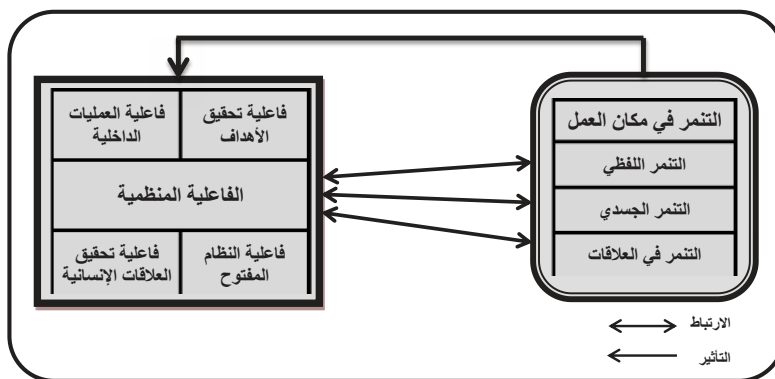 التنمر في مكان العمل
التنمر اللفظي
التنمر الجسدي
التنمر في العلاقات
فاعلية تحقيق
الأهداف
فاعلية العمليات
الداخلية
الفاعلية المنظمية
فاعلية النظام
المفتوح
فاعلية تحقيق
العلاقات الإنسانية
الارتباط
التأثير